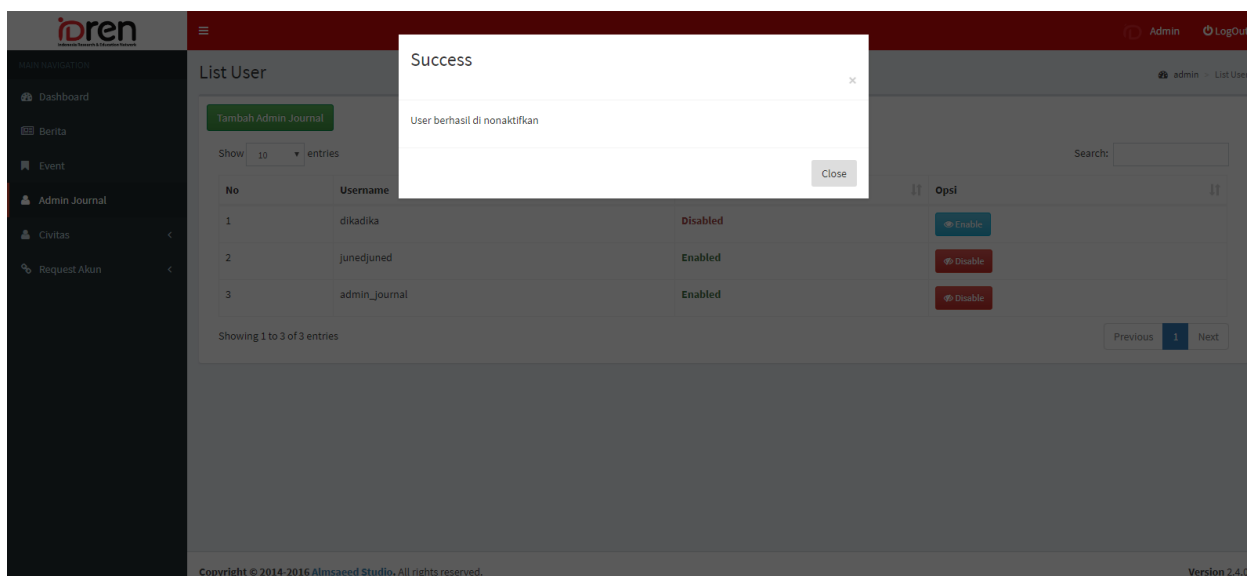 idren
Indonesia Research & Education Network
Admin
LogOut
MAIN NAVIGATION
Dashboard
Berita
Event
Admin Journal
Civitas
Request Akun
List User
admin > List User
Success
×
User berhasil di nonaktifkan
Close
Tambah Admin Journal
Show 10 entries
Search:
No Username Opsi
1 dikadika Disabled Enable
2 junedjuned Enabled Disable
3 admin_journal Enabled Disable
Showing 1 to 3 of 3 entries
Previous 1 Next
Copyright © 2014-2016 Almsaeed Studio. All rights reserved.
Version 2.4.0